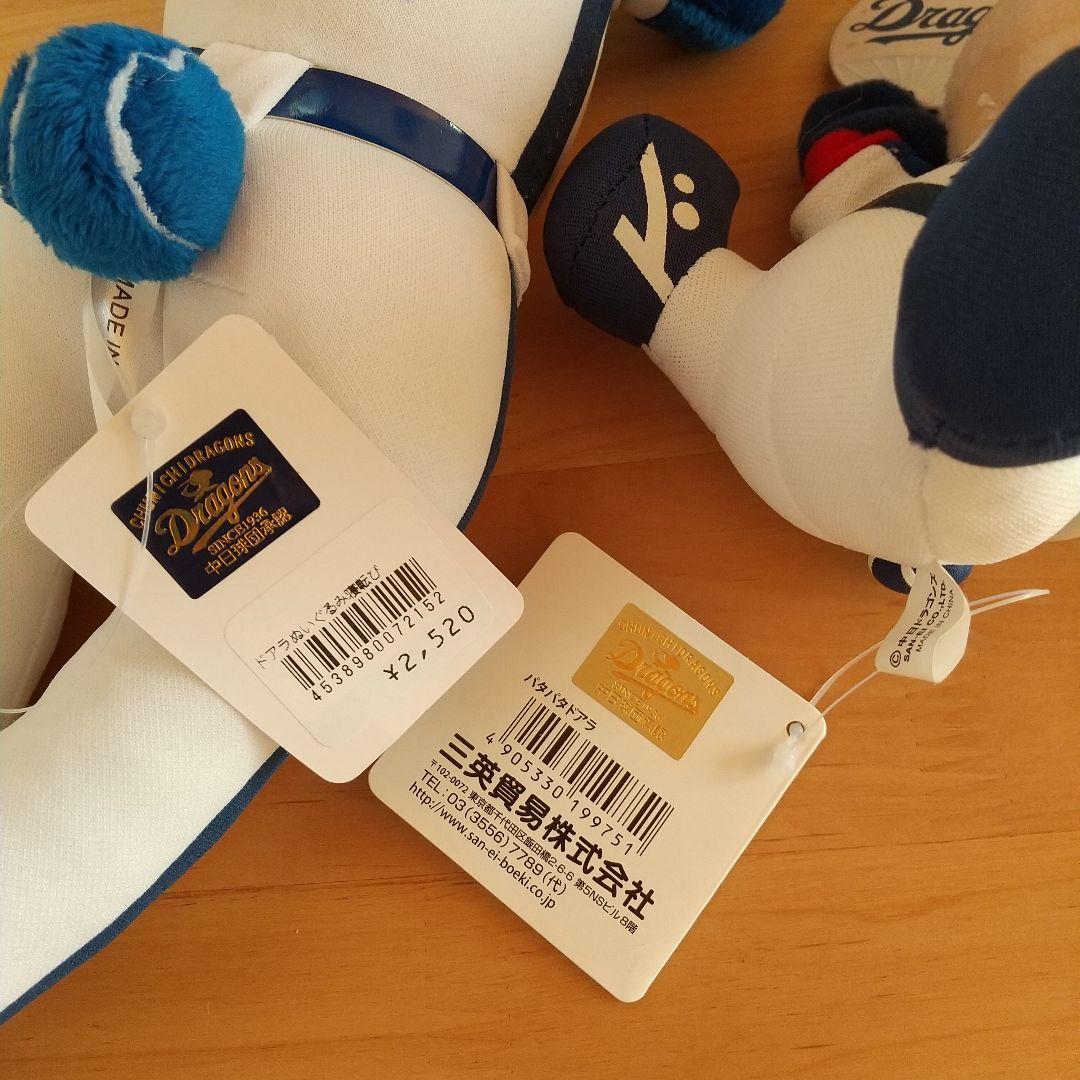 Drag
MADE IN
CHUNICHI DRAGONS
Dragons
SINCE 1936
中日球団承認
ドアラぬいぐるみ寝転び
4538980072152
¥2,520
CHUNICHI DRAGONS
Dragons
SINCE 1936
中日球団承認
パタパタドアラ
4 905330 199751
三英貿易株式会社
〒102-0072 東京都千代田区飯田橋2-6-6 第5NSビル8階
TEL:03(3556)7789(代)
http://www.san-ei-boeki.co.jp
©中日ドラゴンズ
SAN-EI CO.,LTD
MADE IN CHINA